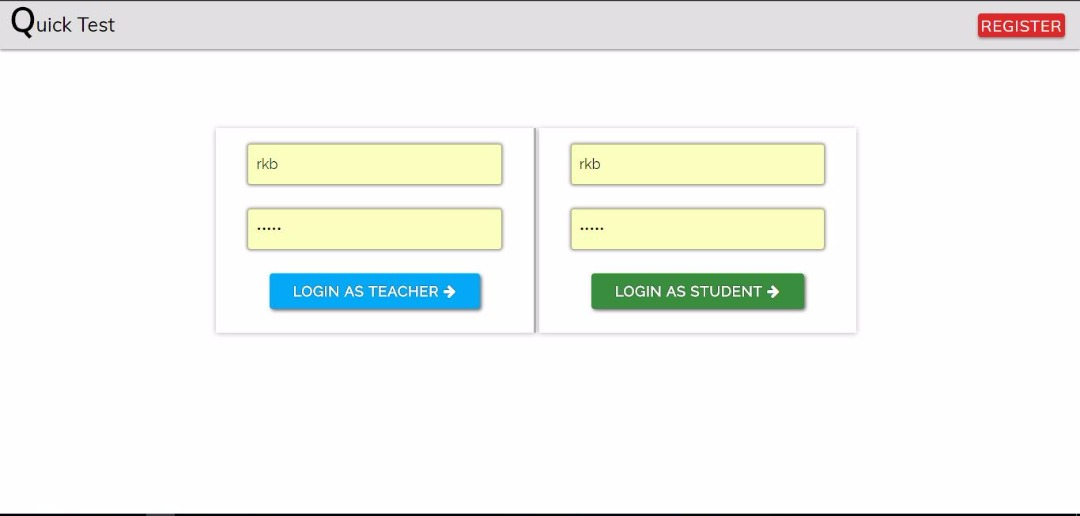 Quick Test
REGISTER
rkb
•••••
LOGIN AS TEACHER →
rkb
•••••
LOGIN AS STUDENT →